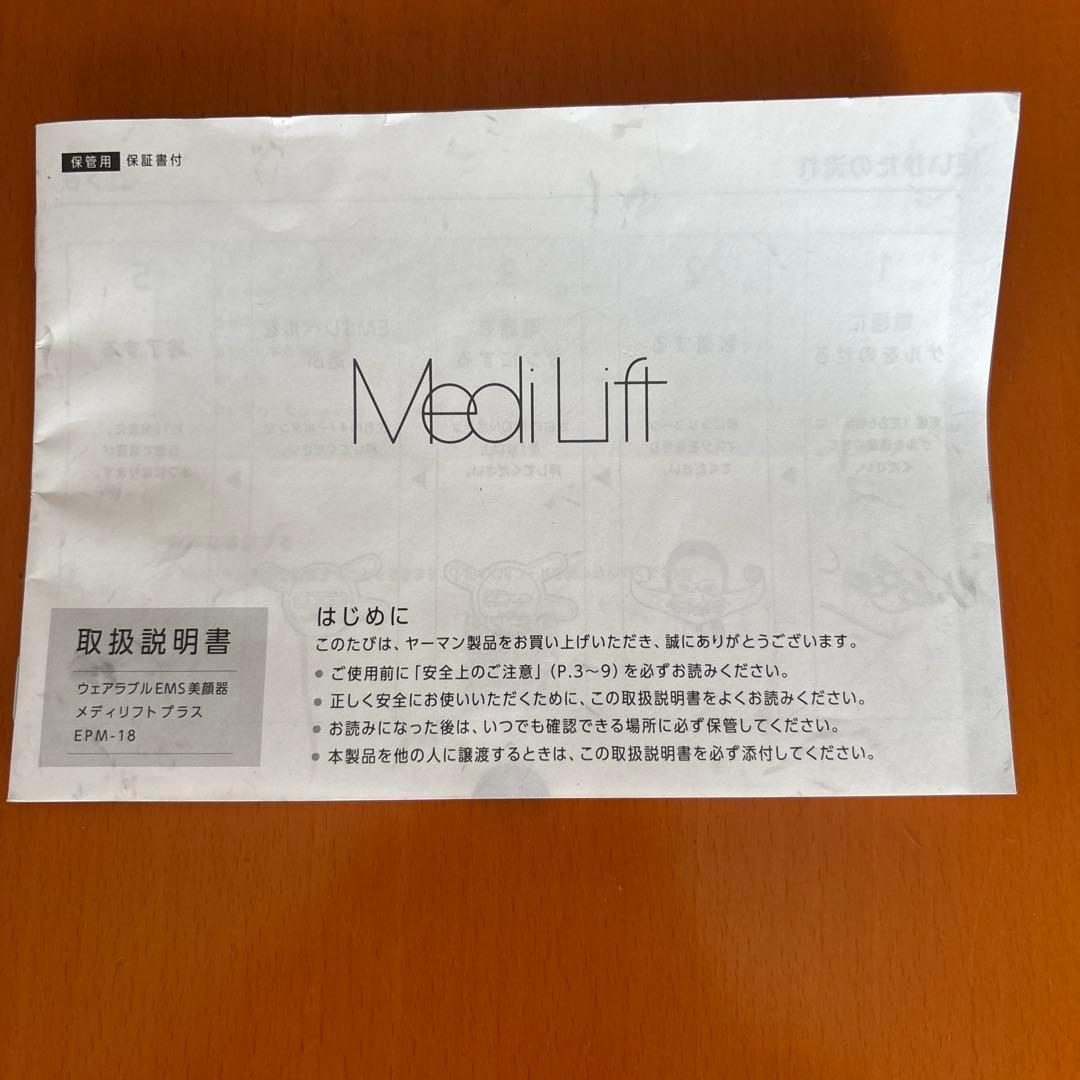 保管用 保証書付
Medi Lift
取扱説明書
ウェアラブルEMS美顔器
メディリフト プラス
EPM-18
はじめに
このたびは、ヤーマン製品をお買い上げいただき、誠にありがとうございます。
● ご使用前に「安全上のご注意」(P.3〜9)を必ずお読みください。
● 正しく安全にお使いいただくために、この取扱説明書をよくお読みください。
● お読みになった後は、いつでも確認できる場所に必ず保管してください。
● 本製品を他の人に譲渡するときは、この取扱説明書を必ず添付してください。